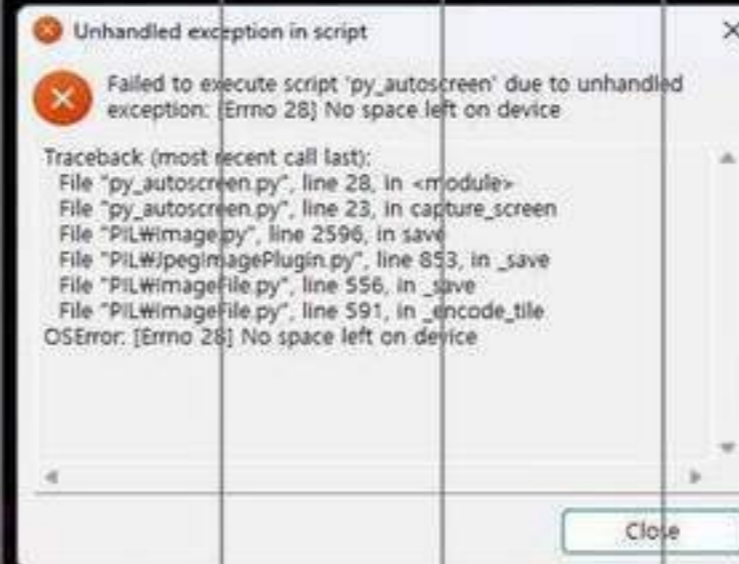 Unhandled exception in script
Failed to execute script 'py_autoscreen' due to unhandled
exception: [Errno 28] No space left on device
Traceback (most recent call last):
File "py_autoscreen.py", line 28, in <module>
File "py_autoscreen.py", line 23, in capture_screen
File "PIL₩Image.py", line 2596, in save
File "PIL₩JpegImagePlugin.py", line 853, in _save
File "PIL₩ImageFile.py", line 556, in _save
File "PIL₩ImageFile.py", line 591, in _encode_tile
OSError: [Errno 28] No space left on device
Close